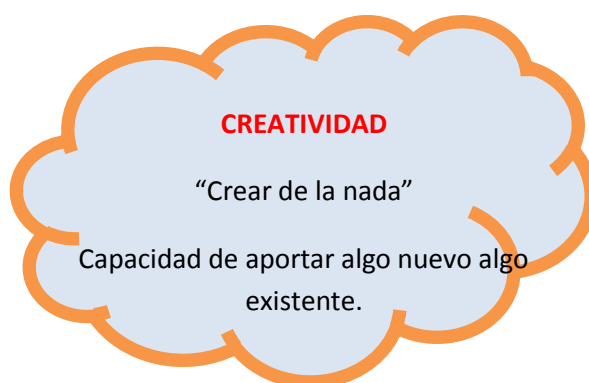 CREATIVIDAD
“Crear de la nada”
Capacidad de aportar algo nuevo algo
existente.